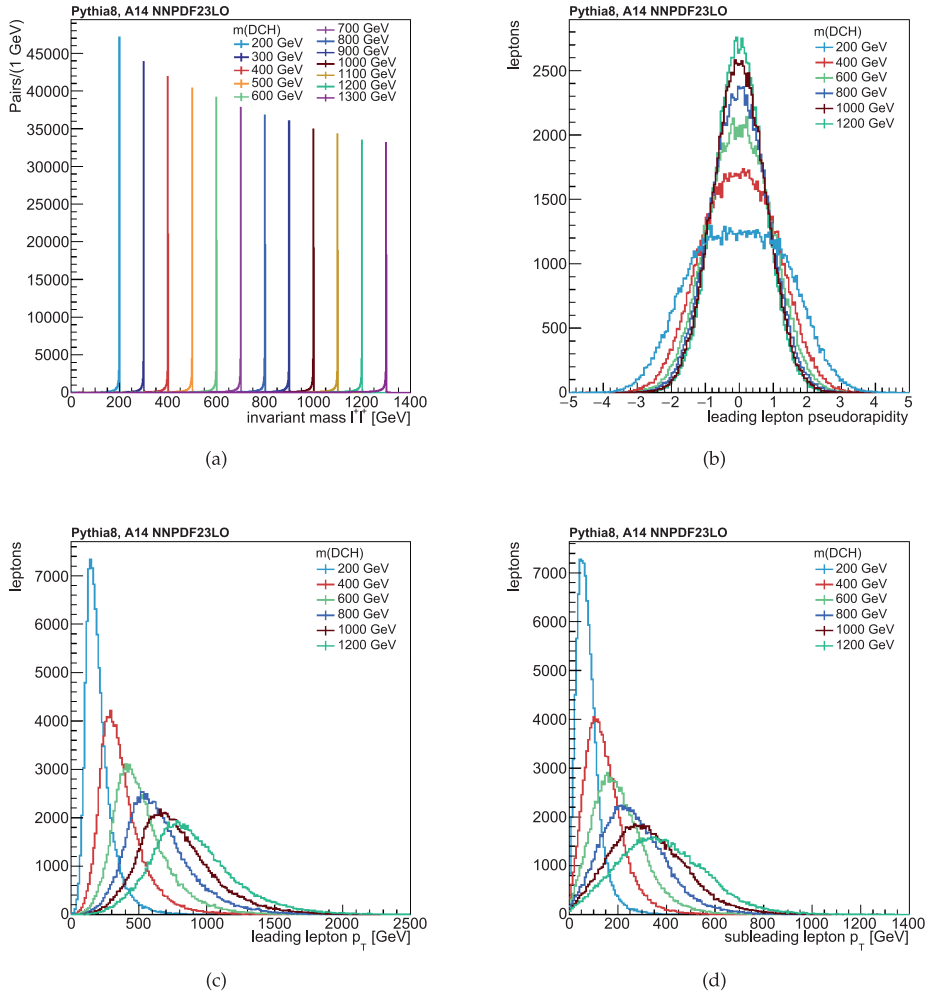 Pythia8, A14 NNPDF23LO
Pairs/(1 GeV)
m(DCH)
200 GeV
300 GeV
400 GeV
500 GeV
600 GeV
700 GeV
800 GeV
900 GeV
1000 GeV
1100 GeV
1200 GeV
1300 GeV
45000
40000
35000
30000
25000
20000
15000
10000
5000
0
0 200 400 600 800 1000 1200 1400
invariant mass l⁺l⁺ [GeV]
(a)
Pythia8, A14 NNPDF23LO
leptons
m(DCH)
200 GeV
400 GeV
600 GeV
800 GeV
1000 GeV
1200 GeV
2500
2000
1500
1000
500
0
−5 −4 −3 −2 −1 0 1 2 3 4 5
leading lepton pseudorapidity
(b)
Pythia8, A14 NNPDF23LO
leptons
m(DCH)
200 GeV
400 GeV
600 GeV
800 GeV
1000 GeV
1200 GeV
7000
6000
5000
4000
3000
2000
1000
0
0 500 1000 1500 2000 2500
leading lepton p_T [GeV]
(c)
Pythia8, A14 NNPDF23LO
leptons
m(DCH)
200 GeV
400 GeV
600 GeV
800 GeV
1000 GeV
1200 GeV
7000
6000
5000
4000
3000
2000
1000
0
0 200 400 600 800 1000 1200 1400
subleading lepton p_T [GeV]
(d)